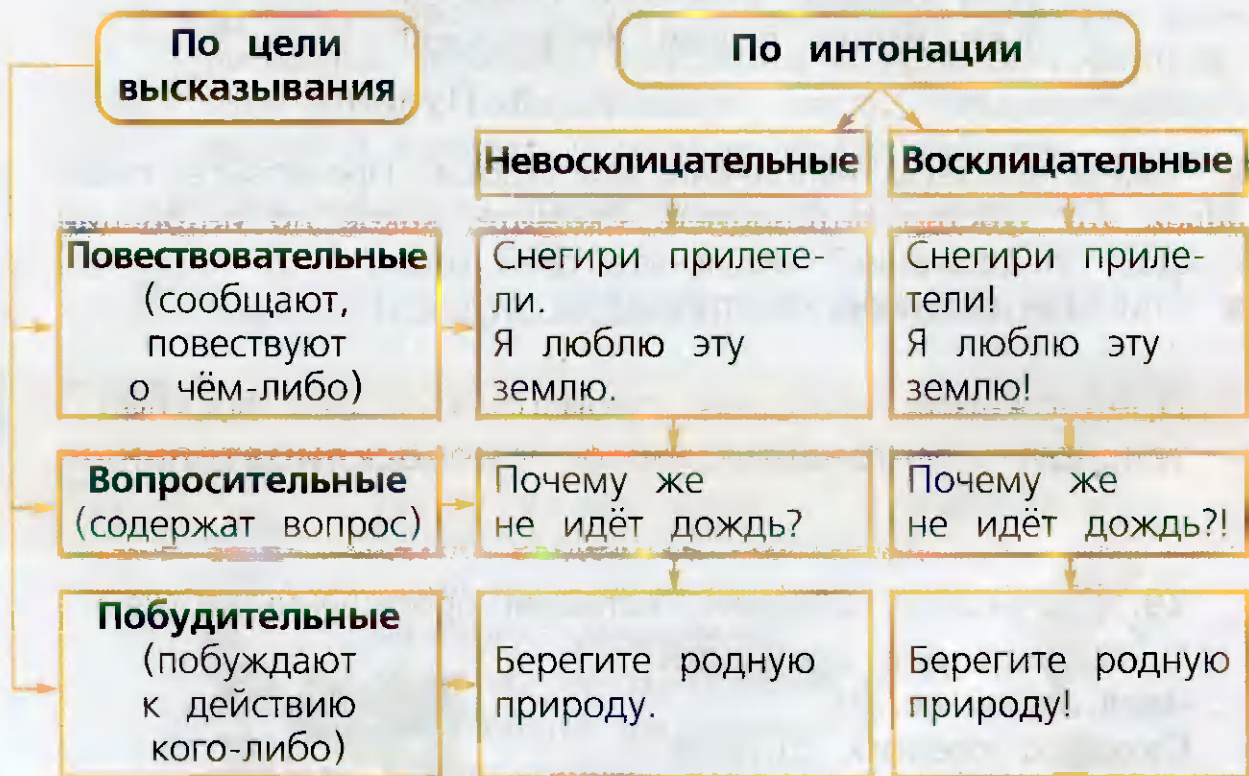 По цели
высказывания
По интонации
Невосклицательные
Восклицательные
Повествовательные
(сообщают,
повествуют
о чём-либо)
Снегири прилете-
ли.
Я люблю эту
землю.
Снегири приле-
тели!
Я люблю эту
землю!
Вопросительные
(содержат вопрос)
Почему же
не идёт дождь?
Почему же
не идёт дождь?!
Побудительные
(побуждают
к действию
кого-либо)
Берегите родную
природу.
Берегите родную
природу!